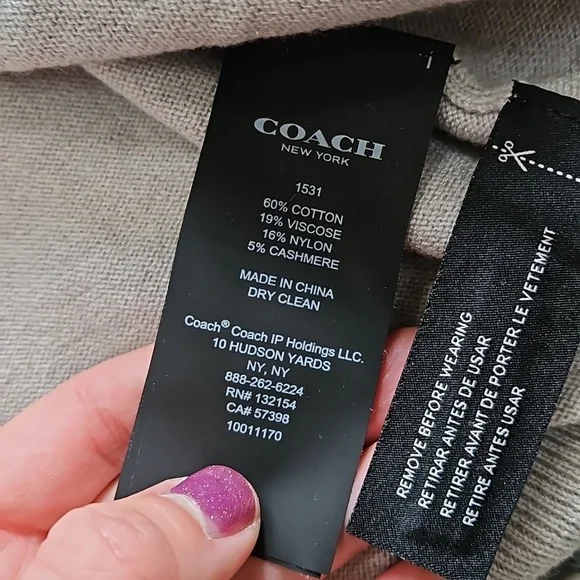 COACH
NEW YORK
1531
60% COTTON
19% VISCOSE
16% NYLON
5% CASHMERE
MADE IN CHINA
DRY CLEAN
Coach® Coach IP Holdings LLC.
10 HUDSON YARDS
NY, NY
888-262-6224
RN# 132154
CA# 57398
10011170
REMOVE BEFORE WEARING
RETIRAR ANTES DE USAR
RETIRER AVANT DE PORTER LE VETEMENT
RETIRE ANTES USAR